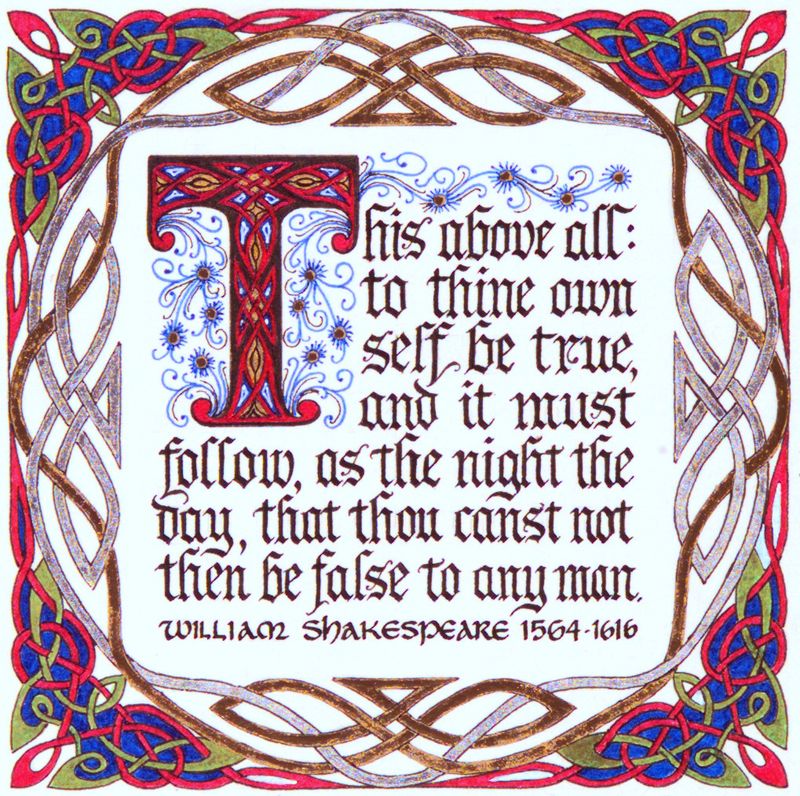 This above all:
to thine own
self be true,
and it must
follow, as the night the
day, that thou canst not
then be false to any man.
WILLIAM ShAKESPEARE 1564-1616